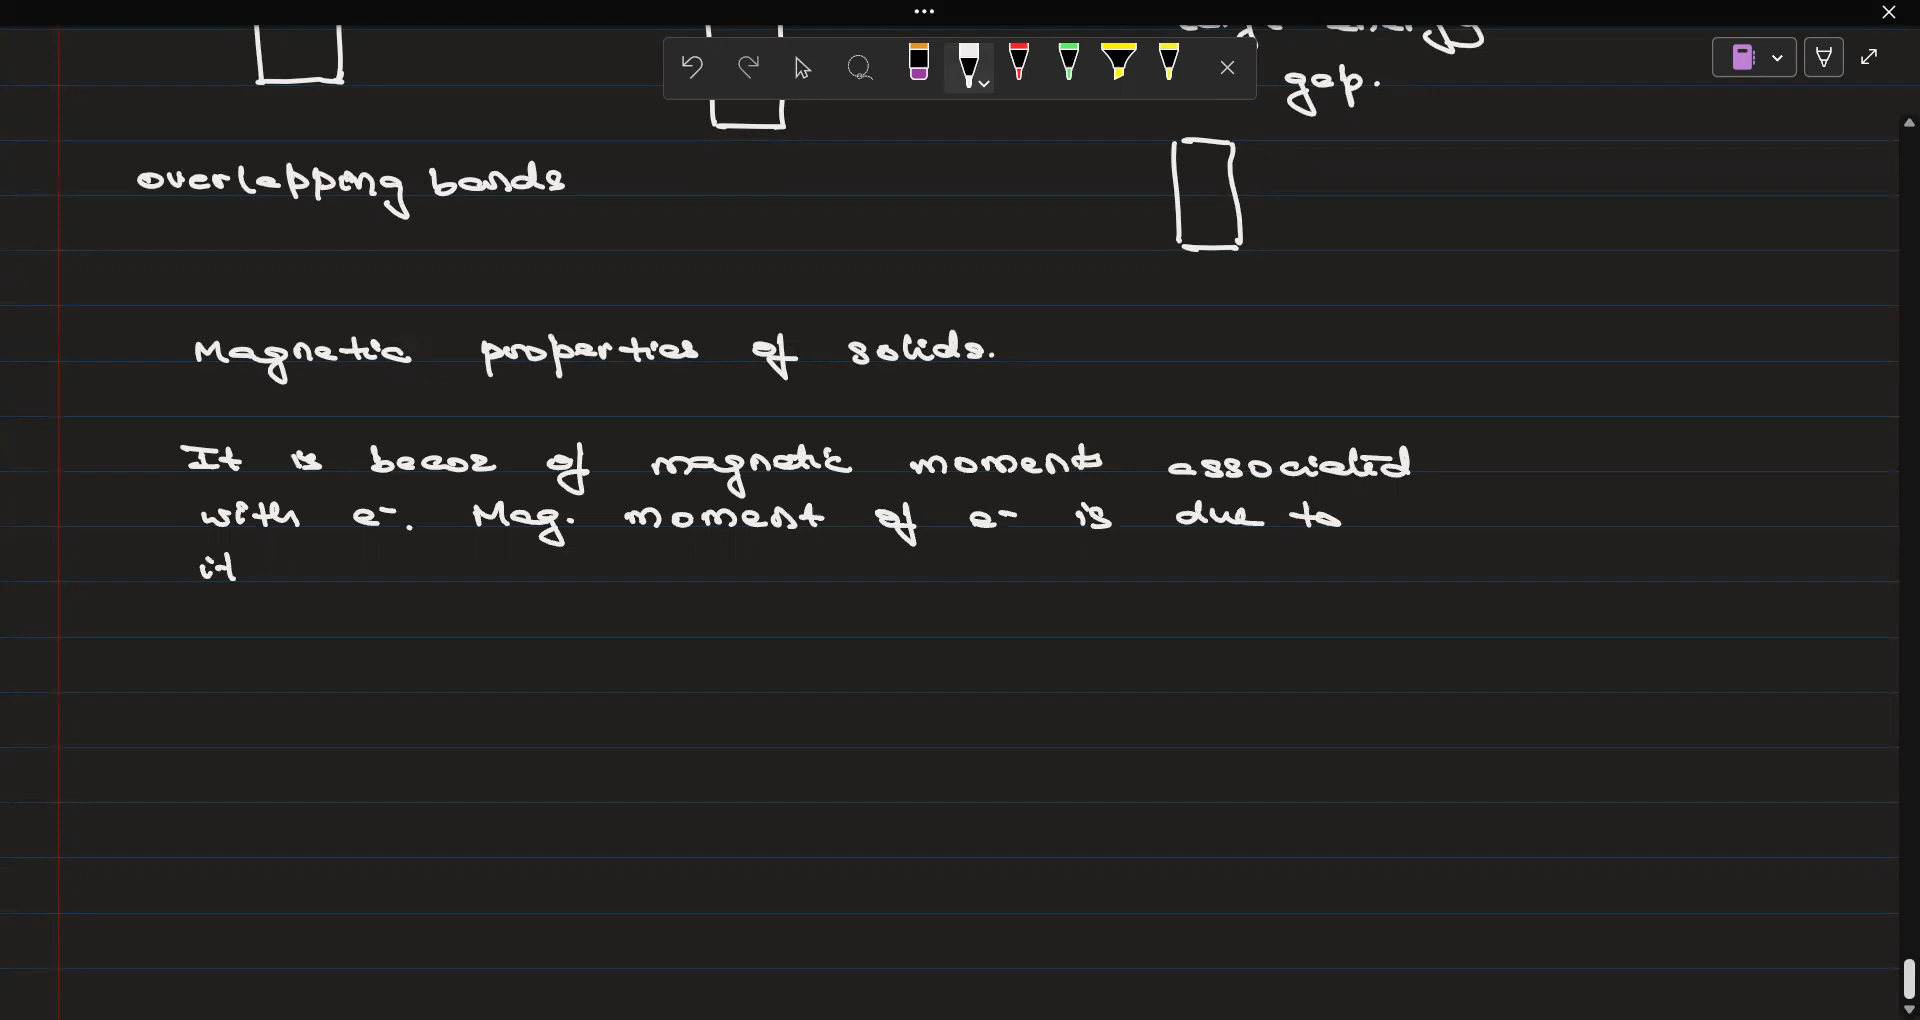 gap.
overlapping bands
Magnetic properties of solids.
It is becoz of magnetic moment associated
with e-. Mag. moment of e- is due to
it